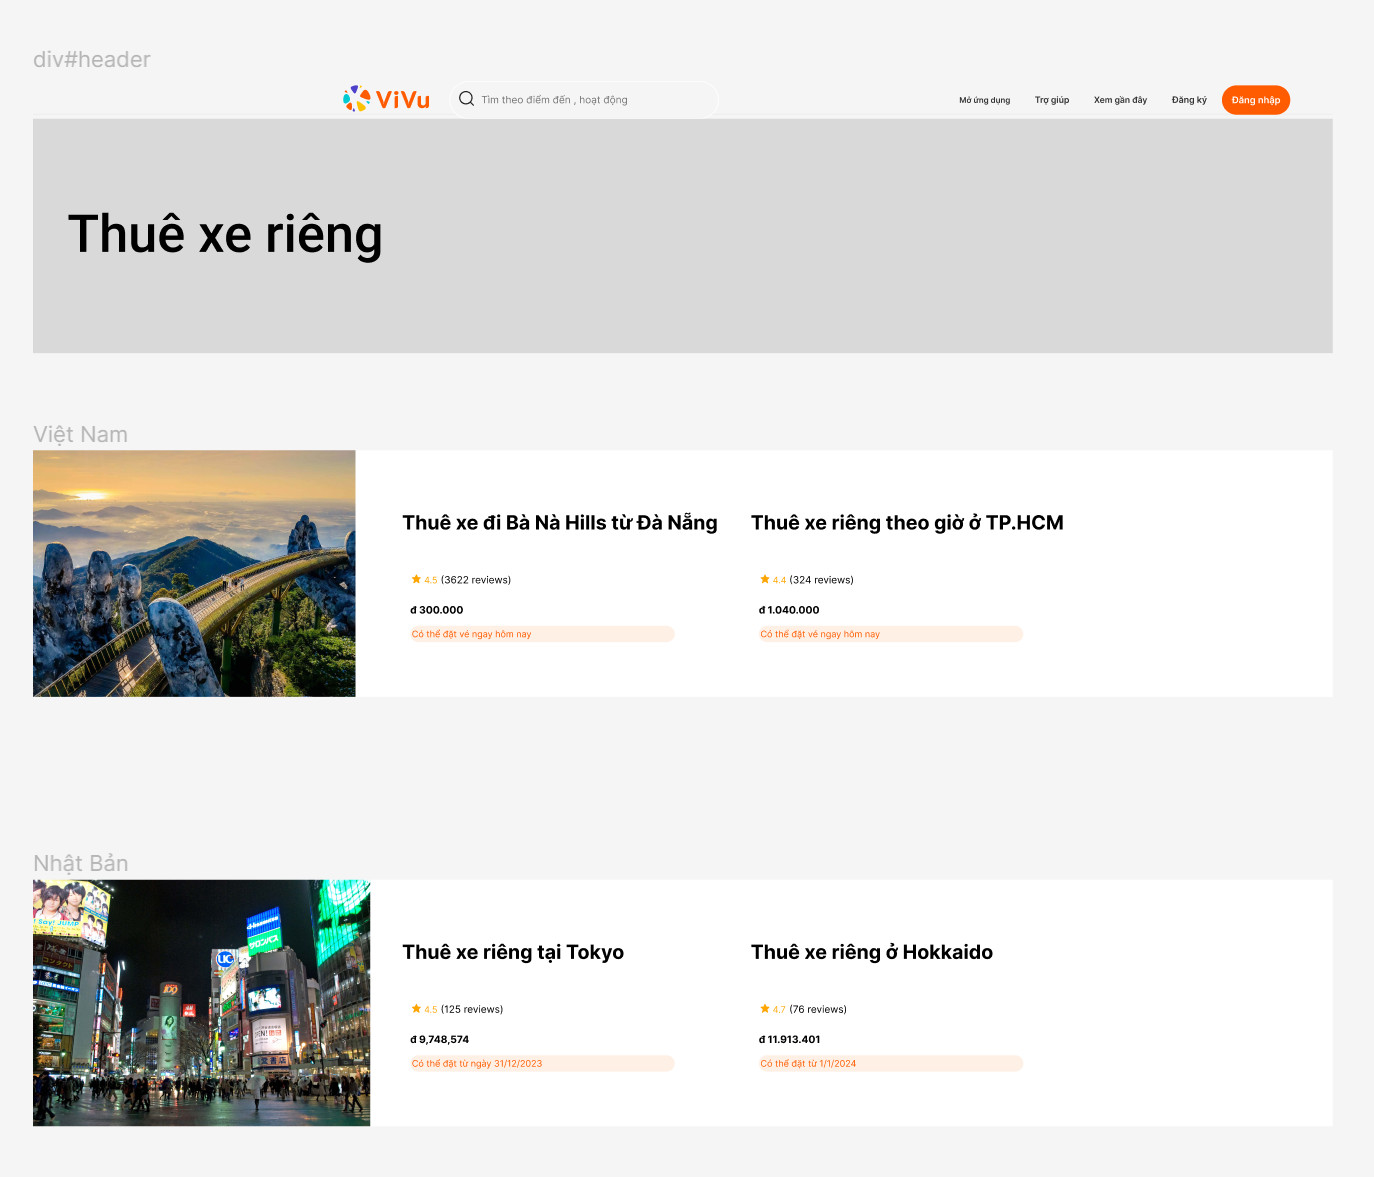 div#header
ViVu
Tìm theo điểm đến , hoạt động
Mở ứng dụng
Trợ giúp
Xem gần đây
Đăng ký
Đăng nhập
Thuê xe riêng
Việt Nam
Thuê xe đi Bà Nà Hills từ Đà Nẵng
Thuê xe riêng theo giờ ở TP.HCM
4.5 (3622 reviews)
4.4 (324 reviews)
đ 300.000
đ 1.040.000
Có thể đặt vé ngay hôm nay
Có thể đặt vé ngay hôm nay
Nhật Bản
Say! JUMP
UC
Thuê xe riêng tại Tokyo
Thuê xe riêng ở Hokkaido
4.5 (125 reviews)
4.7 (76 reviews)
đ 9,748,574
đ 11.913.401
Có thể đặt từ ngày 31/12/2023
Có thể đặt từ 1/1/2024